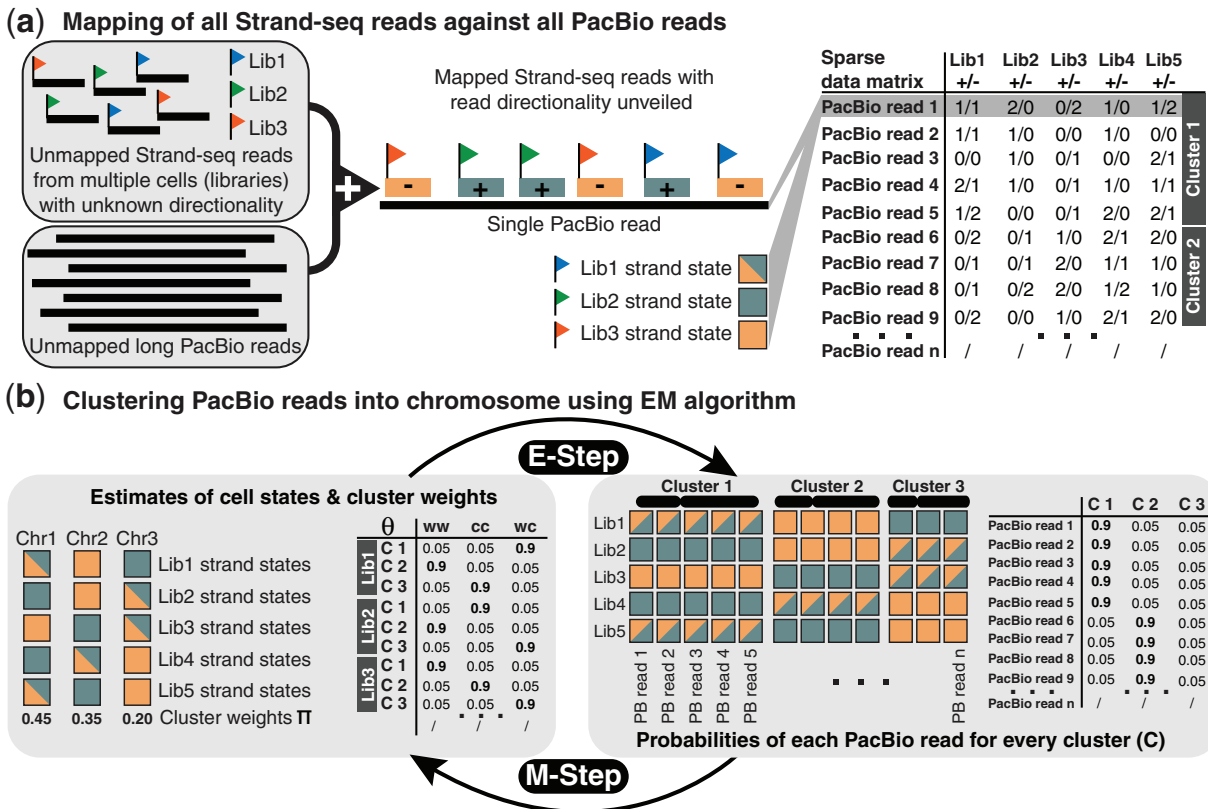 (a) Mapping of all Strand-seq reads against all PacBio reads
Lib1
Lib2
Lib3
Unmapped Strand-seq reads
from multiple cells (libraries)
with unknown directionality
Unmapped long PacBio reads
+
Mapped Strand-seq reads with
read directionality unveiled
- + + - + -
Single PacBio read
Lib1 strand state
Lib2 strand state
Lib3 strand state
Sparse Lib1 Lib2 Lib3 Lib4 Lib5
data matrix +/- +/- +/- +/- +/-
PacBio read 1 1/1 2/0 0/2 1/0 1/2
PacBio read 2 1/1 1/0 0/0 1/0 0/0
PacBio read 3 0/0 1/0 0/1 0/0 2/1
PacBio read 4 2/1 1/0 0/1 1/0 1/1
PacBio read 5 1/2 0/0 0/1 2/0 2/1
PacBio read 6 0/2 0/1 1/0 2/1 2/0
PacBio read 7 0/1 0/1 2/0 1/1 1/0
PacBio read 8 0/1 0/2 2/0 1/2 1/0
PacBio read 9 0/2 0/0 1/0 2/1 2/0
PacBio read n / / / / /
Cluster 1
Cluster 2
(b) Clustering PacBio reads into chromosome using EM algorithm
E-Step
Estimates of cell states & cluster weights
Chr1 Chr2 Chr3
Lib1 strand states
Lib2 strand states
Lib3 strand states
Lib4 strand states
Lib5 strand states
0.45 0.35 0.20 Cluster weights π
θ ww cc wc
Lib1
C 1 0.05 0.05 0.9
C 2 0.9 0.05 0.05
C 3 0.05 0.9 0.05
Lib2
C 1 0.05 0.9 0.05
C 2 0.9 0.05 0.05
C 3 0.05 0.05 0.9
Lib3
C 1 0.9 0.05 0.05
C 2 0.05 0.9 0.05
C 3 0.05 0.05 0.9
/ / /
Cluster 1 Cluster 2 Cluster 3
Lib1
Lib2
Lib3
Lib4
Lib5
PB read 1
PB read 2
PB read 3
PB read 4
PB read 5
PB read n
C 1 C 2 C 3
PacBio read 1 0.9 0.05 0.05
PacBio read 2 0.9 0.05 0.05
PacBio read 3 0.9 0.05 0.05
PacBio read 4 0.9 0.05 0.05
PacBio read 5 0.9 0.05 0.05
PacBio read 6 0.05 0.9 0.05
PacBio read 7 0.05 0.9 0.05
PacBio read 8 0.05 0.9 0.05
PacBio read 9 0.05 0.9 0.05
PacBio read n / / /
Probabilities of each PacBio read for every cluster (C)
M-Step